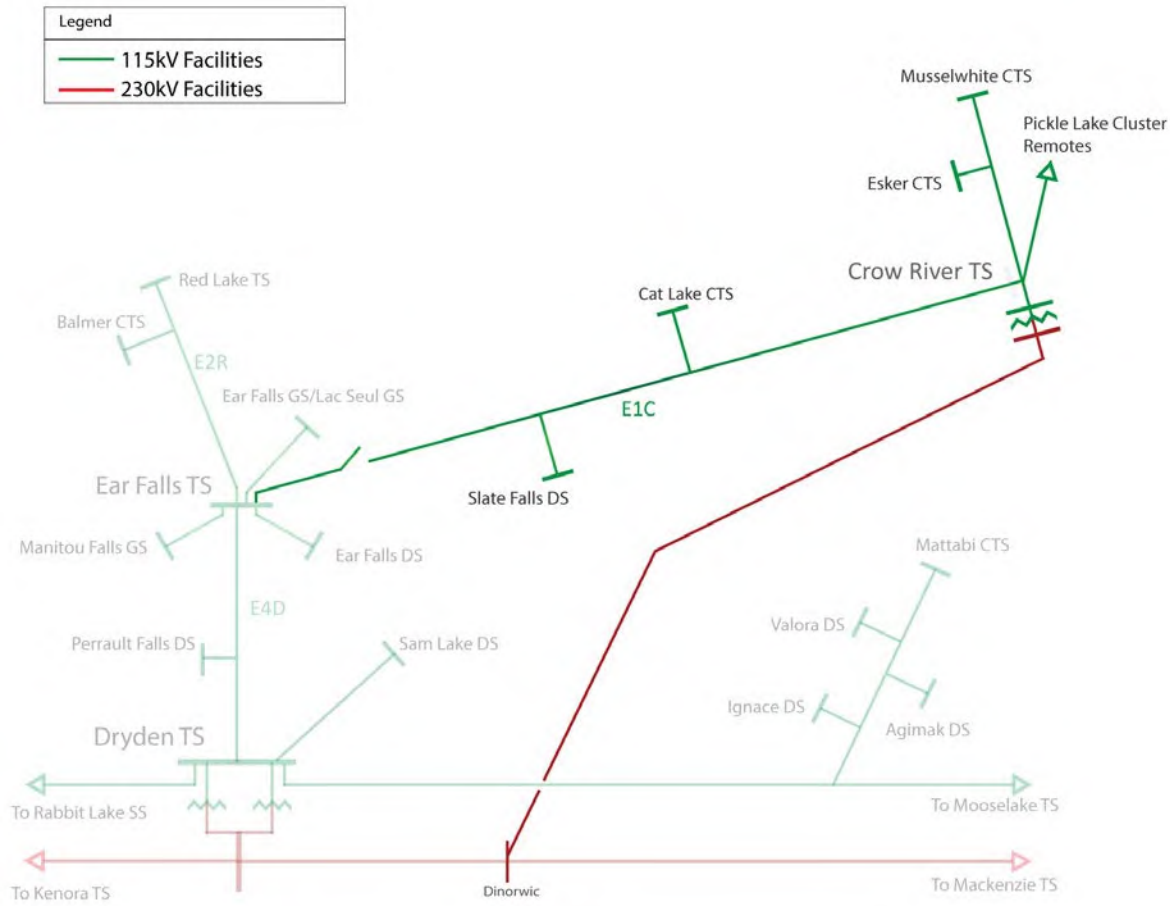 Legend
115kV Facilities
230kV Facilities
Musselwhite CTS
Pickle Lake Cluster
Remotes
Esker CTS
Crow River TS
Red Lake TS
Cat Lake CTS
Balmer CTS
E2R
Ear Falls GS/Lac Seul GS
E1C
Ear Falls TS
Slate Falls DS
Manitou Falls GS
Ear Falls DS
Mattabi CTS
E4D
Valora DS
Perrault Falls DS
Sam Lake DS
Ignace DS
Agimak DS
Dryden TS
To Rabbit Lake SS
To Mooselake TS
To Kenora TS
Dinorwic
To Mackenzie TS